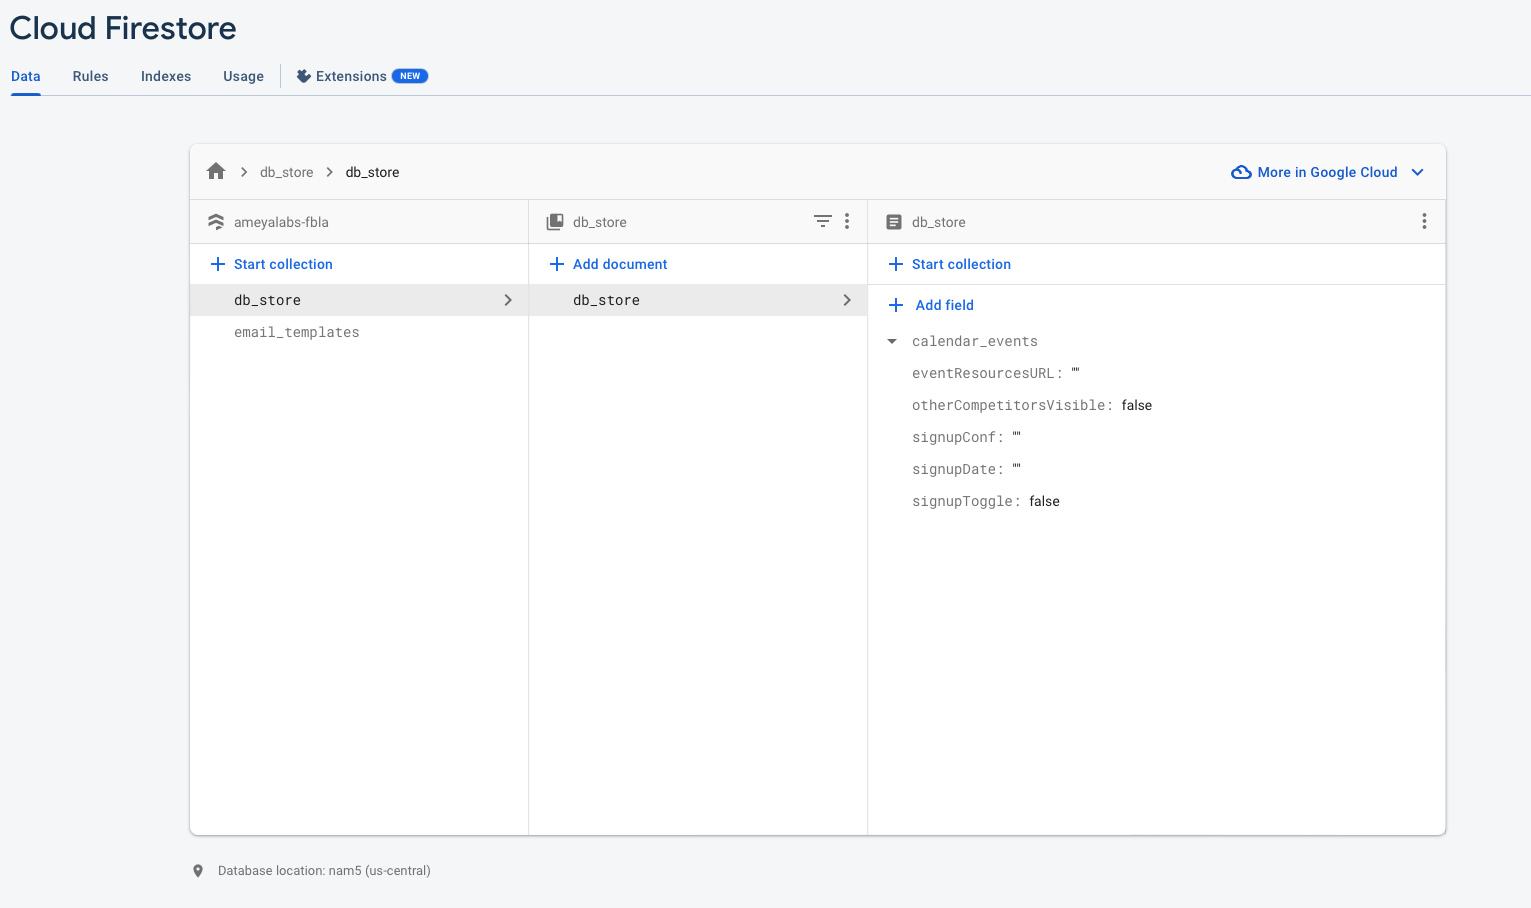 Cloud Firestore
Data Rules Indexes Usage Extensions NEW
db_store db_store More in Google Cloud
ameyalabs-fbla
Start collection
db_store
email_templates
db_store
Add document
db_store
db_store
Start collection
Add field
calendar_events
eventResourcesURL: ""
otherCompetitorsVisible: false
signupConf: ""
signupDate: ""
signupToggle: false
Database location: nam5 (us-central)